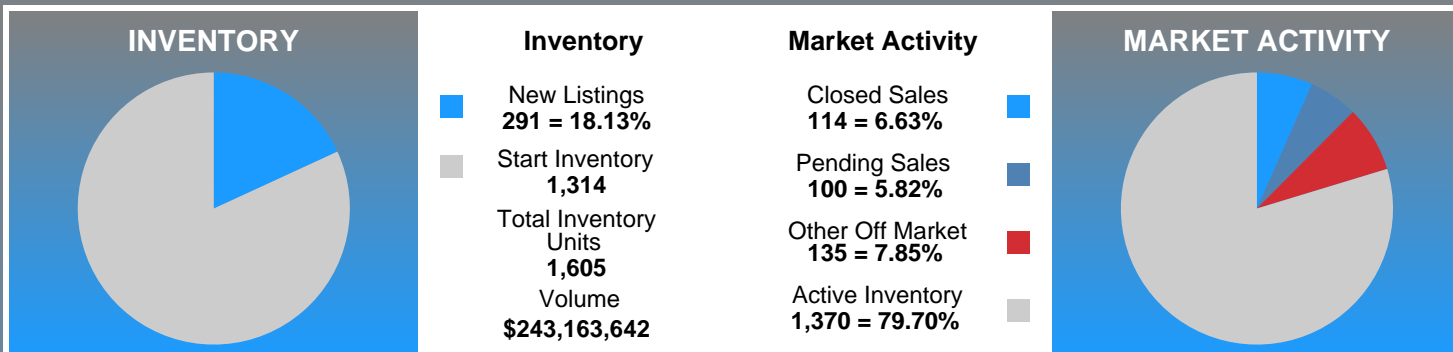 INVENTORY
Inventory
New Listings
291 = 18.13%
Start Inventory
1,314
Total Inventory
Units
1,605
Volume
$243,163,642
Market Activity
Closed Sales
114 = 6.63%
Pending Sales
100 = 5.82%
Other Off Market
135 = 7.85%
Active Inventory
1,370 = 79.70%
MARKET ACTIVITY